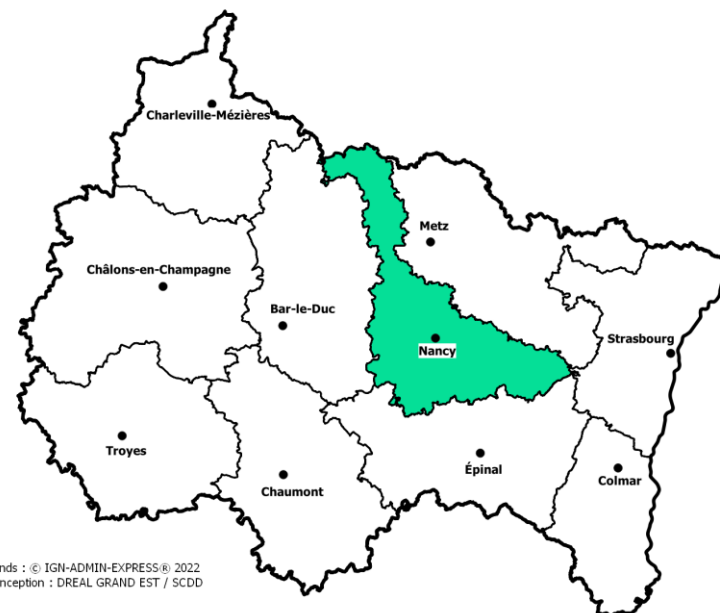 Charleville-Mézières
Metz
Châlons-en-Champagne
Bar-le-Duc
Strasbourg
Nancy
Troyes
Épinal
Chaumont
Colmar
nds : © IGN-ADMIN-EXPRESS® 2022
nception : DREAL GRAND EST / SCDD